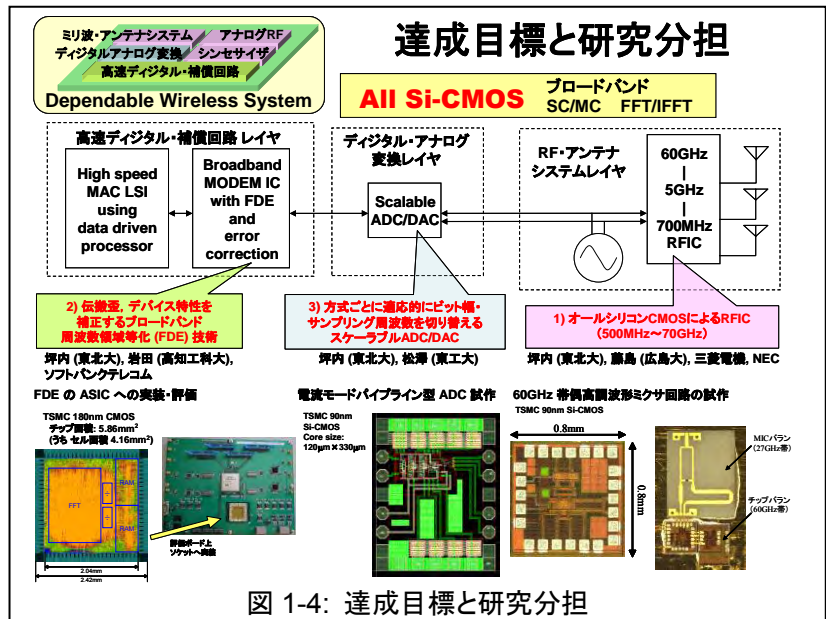 ミリ波・アンテナシステム
アナログRF
ディジタルアナログ変換
シンセサイザ
高速ディジタル・補償回路
Dependable Wireless System
達成目標と研究分担
All Si-CMOS
ブロードバンド
SC/MC FFT/IFFT
高速ディジタル・補償回路 レイヤ
High speed
MAC LSI
using
data driven
processor
Broadband
MODEM IC
with FDE
and
error
correction
ディジタル・アナログ
変換レイヤ
Scalable
ADC/DAC
RF・アンテナ
システムレイヤ
60GHz
|
5GHz
|
700MHz
RFIC
2) 伝搬歪, デバイス特性を
補正するブロードバンド
周波数領域等化 (FDE) 技術
3) 方式ごとに適応的にビット幅・
サンプリング周波数を切り替える
スケーラブルADC/DAC
1) オールシリコンCMOSによるRFIC
(500MHz～70GHz)
坪内 (東北大), 岩田 (高知工科大),
ソフトバンクテレコム
坪内 (東北大), 松澤 (東工大)
坪内 (東北大), 藤島 (広島大), 三菱電機, NEC
FDE の ASIC への実装・評価
TSMC 180nm CMOS
チップ面積: 5.86mm²
(うち セル面積 4.16mm²)
FFT
÷
÷
RAM
RAM
2.04mm
2.42mm
評価ボード上
ソケットへ実装
電流モードパイプライン型 ADC 試作
TSMC 90nm
Si-CMOS
Core size:
120μm×330μm
60GHz 帯偶高調波形ミクサ回路の試作
TSMC 90nm Si-CMOS
0.8mm
0.8mm
MICバラン
(27GHz帯)
チップバラン
(60GHz帯)
図 1-4: 達成目標と研究分担